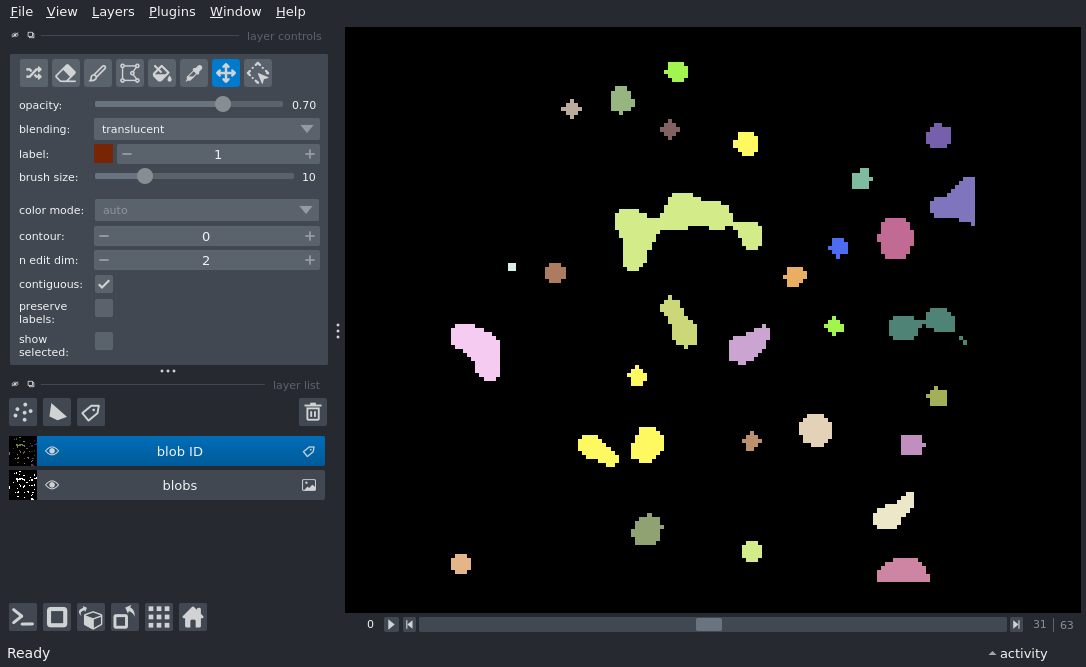 File View Layers Plugins Window Help
layer controls
opacity: 0.70
blending: translucent
label: 1
brush size: 10
color mode: auto
contour: 0
n edit dim: 2
contiguous:
preserve
labels:
show
selected:
layer list
blob ID
blobs
0 31 63
Ready activity